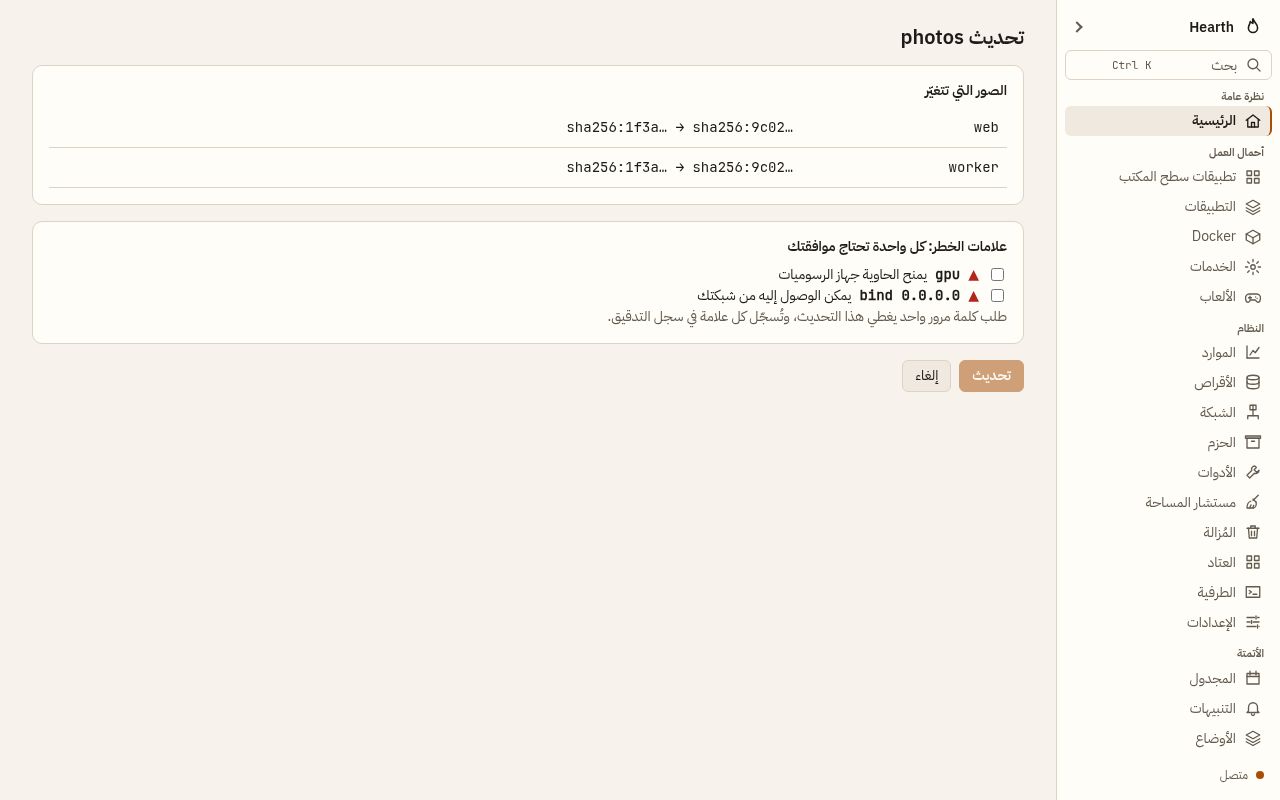 Hearth
بحث Ctrl K
نظرة عامة
الرئيسية
أحمال العمل
تطبيقات سطح المكتب
التطبيقات
Docker
الخدمات
الألعاب
النظام
الموارد
الأقراص
الشبكة
الحزم
الأدوات
مستشار المساحة
المُزالة
العتاد
الطرفية
الإعدادات
الأتمتة
المجدول
التنبيهات
الأوضاع
متصل
تحديث photos
الصور التي تتغيّر
web sha256:1f3a… → sha256:9c02…
worker sha256:1f3a… → sha256:9c02…
علامات الخطر: كل واحدة تحتاج موافقتك
▲ gpu يمنح الحاوية جهاز الرسوميات
▲ bind 0.0.0.0 يمكن الوصول إليه من شبكتك
طلب كلمة مرور واحد يغطي هذا التحديث، وتُسجَّل كل علامة في سجل التدقيق.
تحديث إلغاء